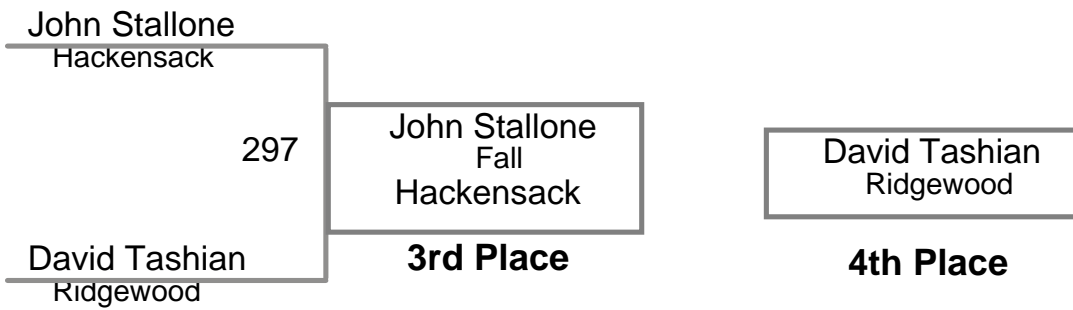 John Stallone
Hackensack
297
John Stallone
Fall
Hackensack
3rd Place
David Tashian
Ridgewood
David Tashian
Ridgewood
4th Place